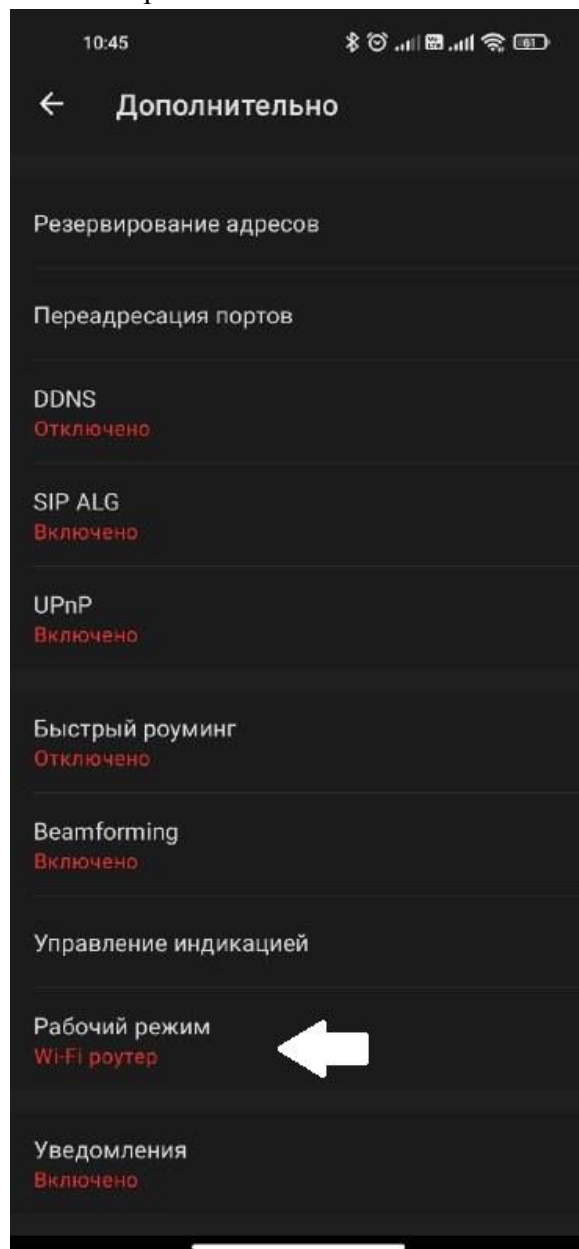 10:45
61
Дополнительно
Резервирование адресов
Переадресация портов
DDNS
Отключено
SIP ALG
Включено
UPnP
Включено
Быстрый роуминг
Отключено
Beamforming
Включено
Управление индикацией
Рабочий режим
Wi-Fi роутер
Уведомления
Включено